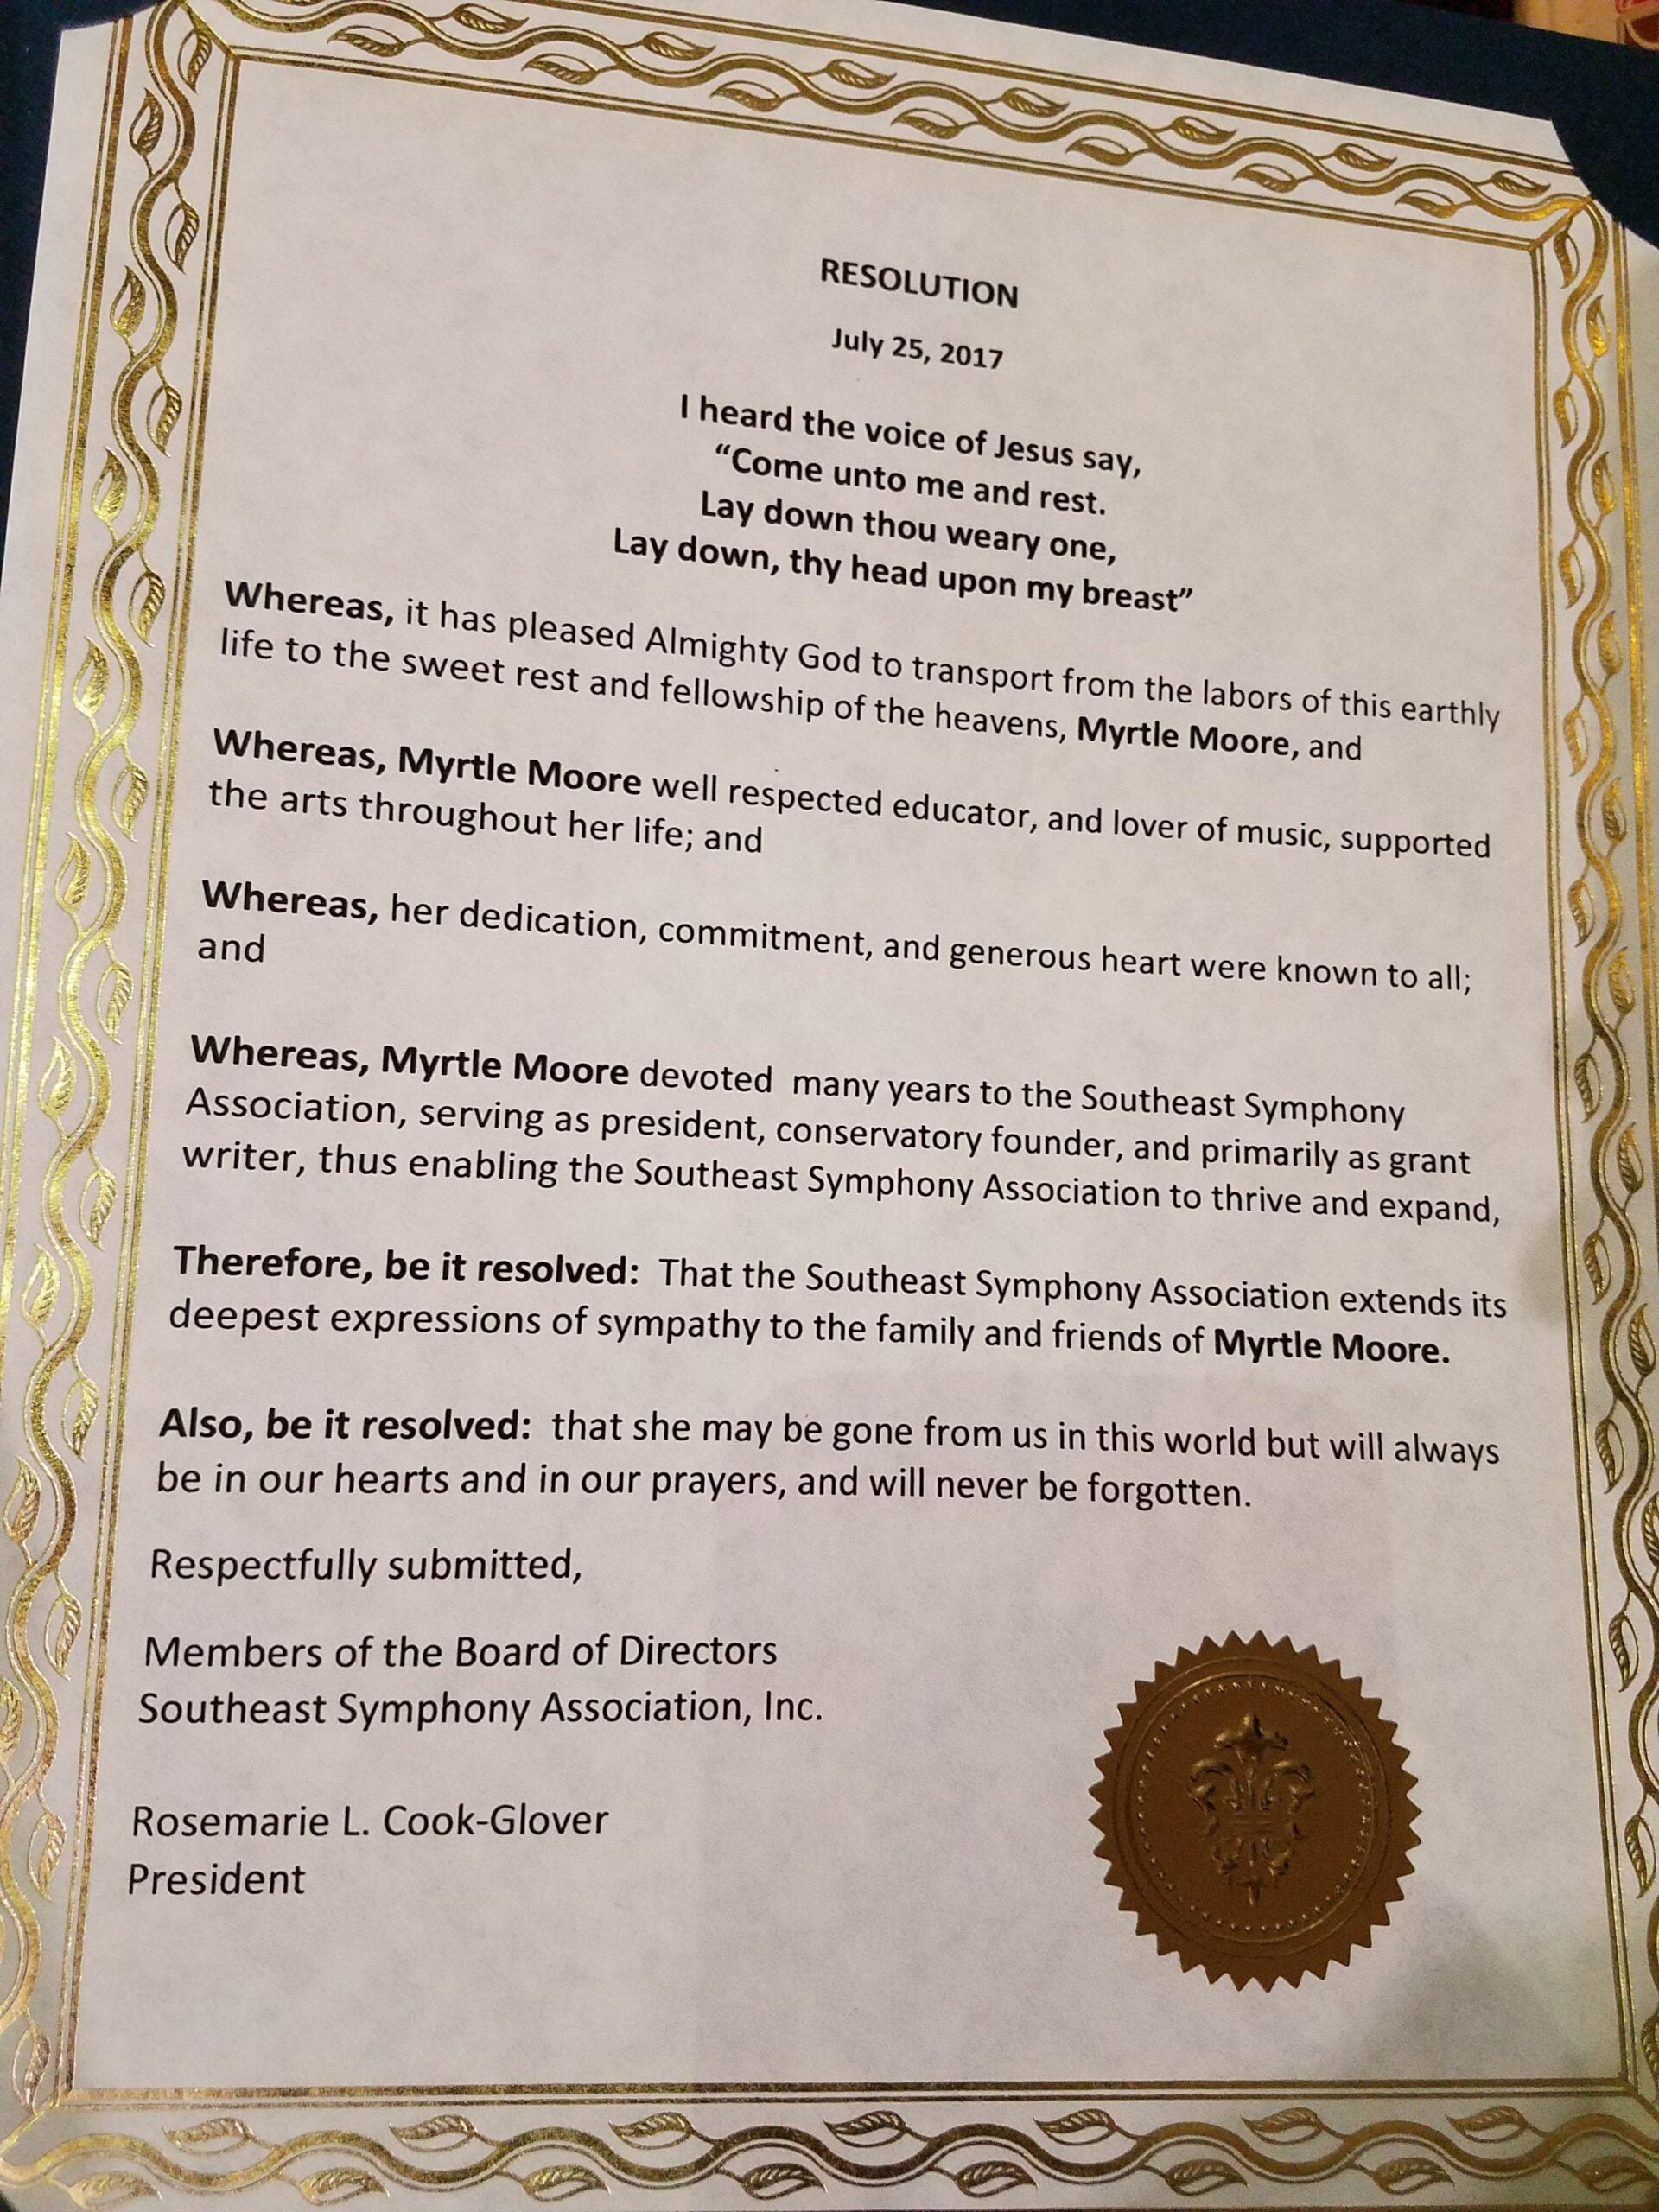 RESOLUTION
July 25, 2017
I heard the voice of Jesus say,
“Come unto me and rest.
Lay down thou weary one,
Lay down, thy head upon my breast”
Whereas, it has pleased Almighty God to transport from the labors of this earthly
life to the sweet rest and fellowship of the heavens, Myrtle Moore, and
Whereas, Myrtle Moore well respected educator, and lover of music, supported
the arts throughout her life; and
Whereas, her dedication, commitment, and generous heart were known to all;
and
Whereas, Myrtle Moore devoted  many years to the Southeast Symphony
Association, serving as president, conservatory founder, and primarily as grant
writer, thus enabling the Southeast Symphony Association to thrive and expand,
Therefore, be it resolved:  That the Southeast Symphony Association extends its
deepest expressions of sympathy to the family and friends of Myrtle Moore.
Also, be it resolved:  that she may be gone from us in this world but will always
be in our hearts and in our prayers, and will never be forgotten.
Respectfully submitted,
Members of the Board of Directors
Southeast Symphony Association, Inc.
Rosemarie L. Cook-Glover
President